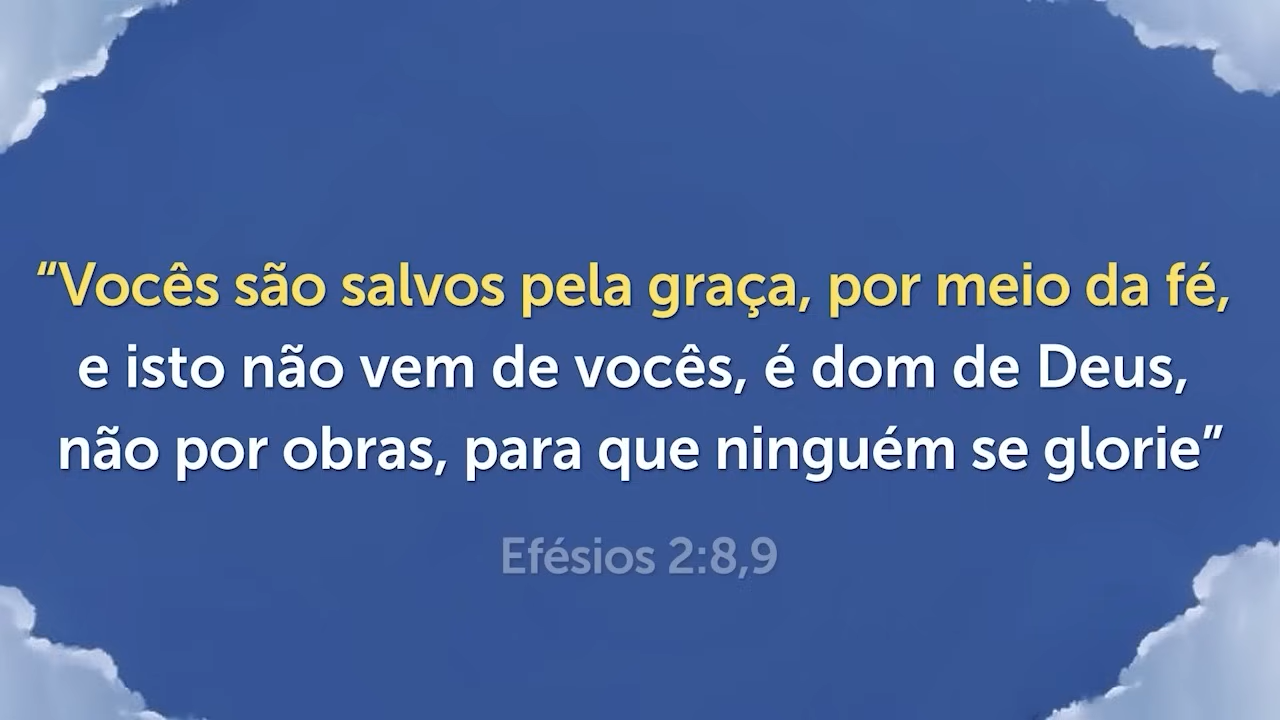 “Vocês são salvos pela graça, por meio da fé,
e isto não vem de vocês, é dom de Deus,
não por obras, para que ninguém se glorie”
Efésios 2:8,9